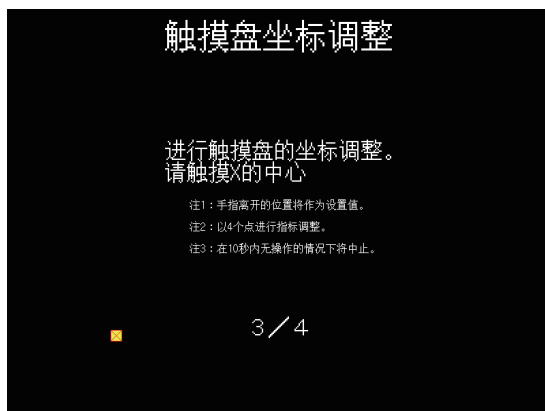 触摸盘坐标调整
进行触摸盘的坐标调整。
请触摸X的中心
注1：手指离开的位置将作为设置值。
注2：以4个点进行指标调整。
注3：在10秒内无操作的情况下将中止。
3／4